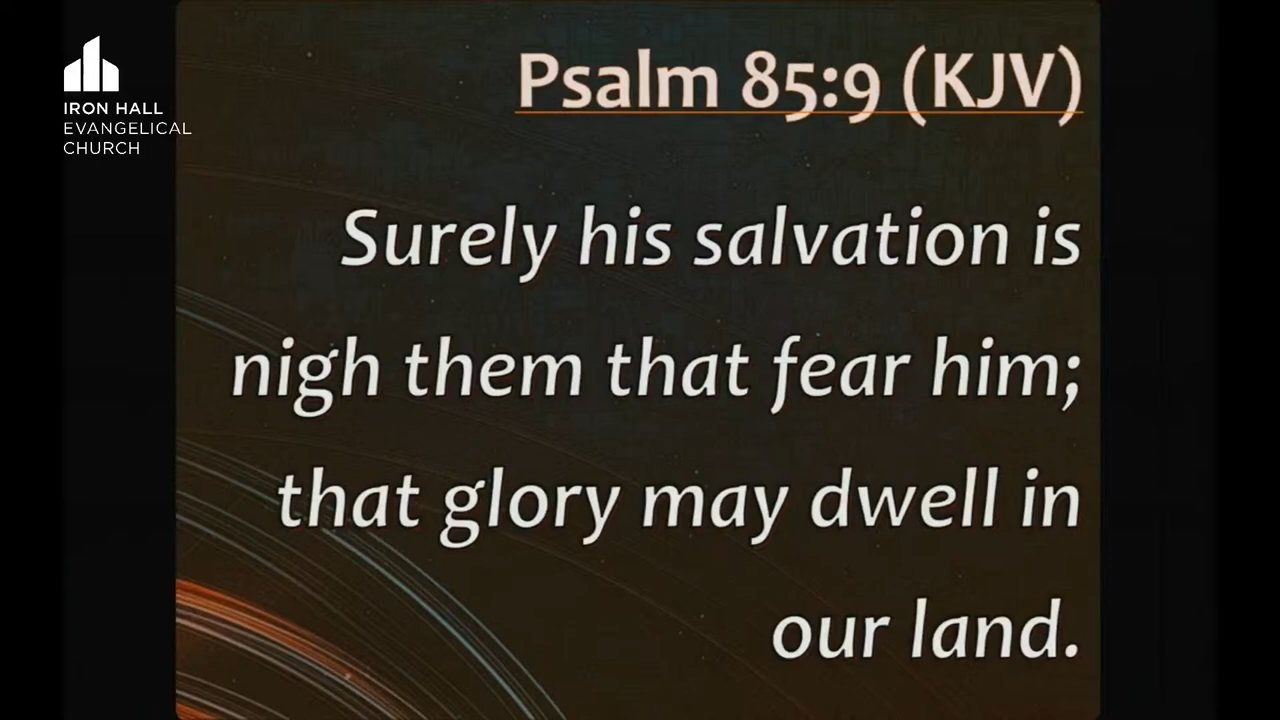 IRON HALL
EVANGELICAL
CHURCH
Psalm 85:9 (KJV)
Surely his salvation is
nigh them that fear him;
that glory may dwell in
our land.